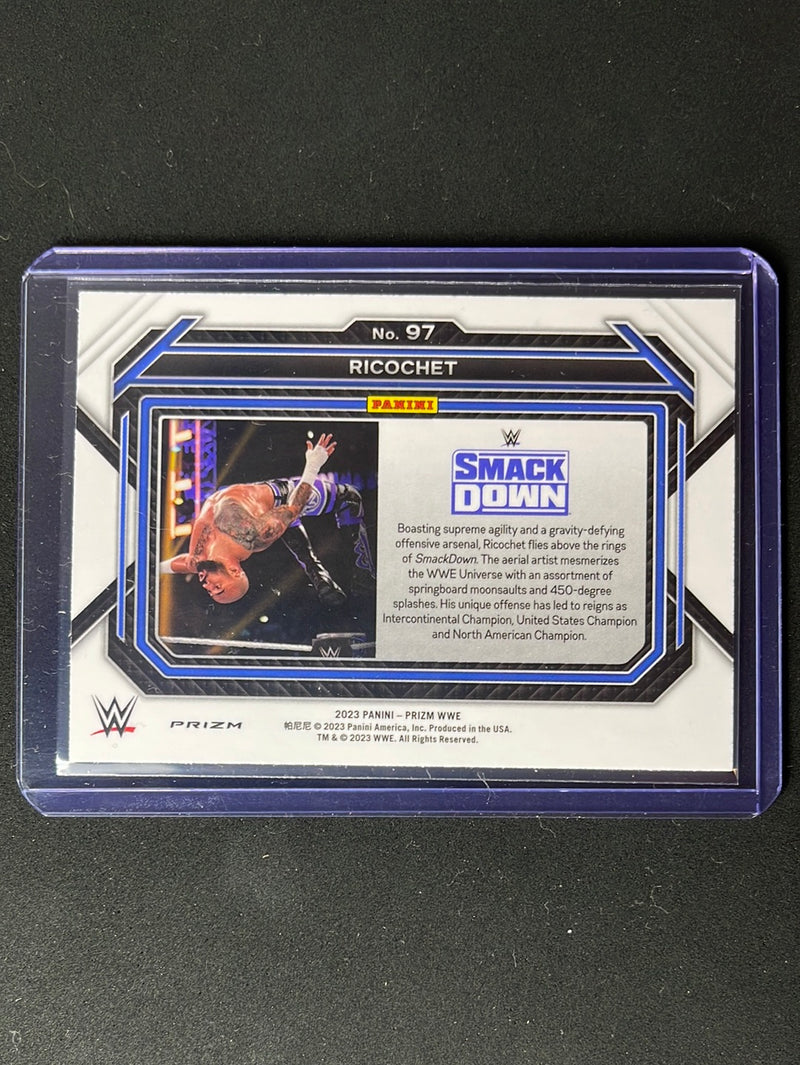 No. 97
RICOCHET
PANINI
W
SMACK
DOWN
Boasting supreme agility and a gravity-defying
offensive arsenal, Ricochet flies above the rings
of SmackDown. The aerial artist mesmerizes
the WWE Universe with an assortment of
springboard moonsaults and 450-degree
splashes. His unique offense has led to reigns as
Intercontinental Champion, United States Champion
and North American Champion.
W
W
PRIZM
2023 PANINI – PRIZM WWE
帕尼尼 © 2023 Panini America, Inc. Produced in the USA.
TM & © 2023 WWE. All Rights Reserved.